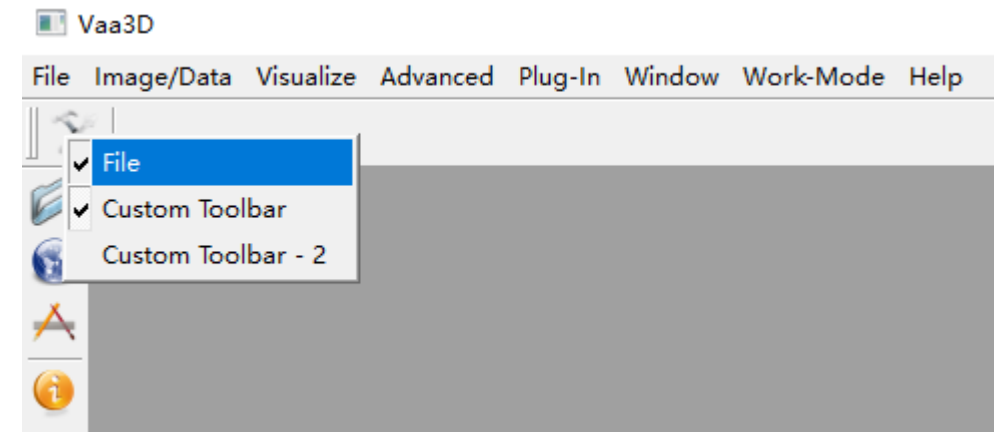 Vaa3D
File Image/Data Visualize Advanced Plug-In Window Work-Mode Help
File
Custom Toolbar
Custom Toolbar - 2